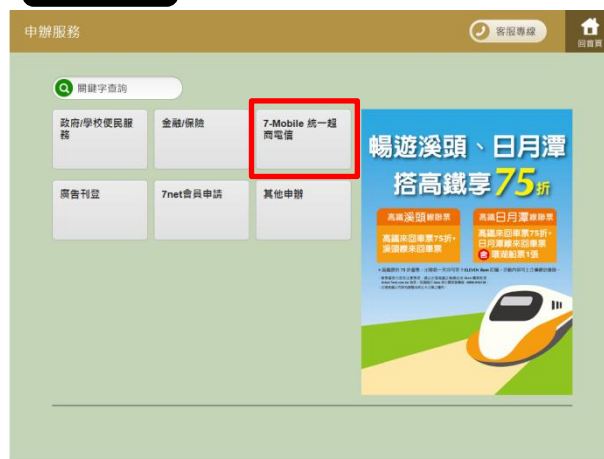 申辦服務
客服專線
回首頁
關鍵字查詢
政府/學校便民服
務
金融/保險
7-Mobile 統一超
商電信
廣告刊登
7net會員申請
其他申辦
暢遊溪頭、日月潭
搭高鐵享75折
高鐵溪頭線聯票
高鐵來回車票75折+
溪頭線來回車票
高鐵日月潭線聯票
高鐵來回車票75折+
日月潭線來回車票
含 環湖船票1張